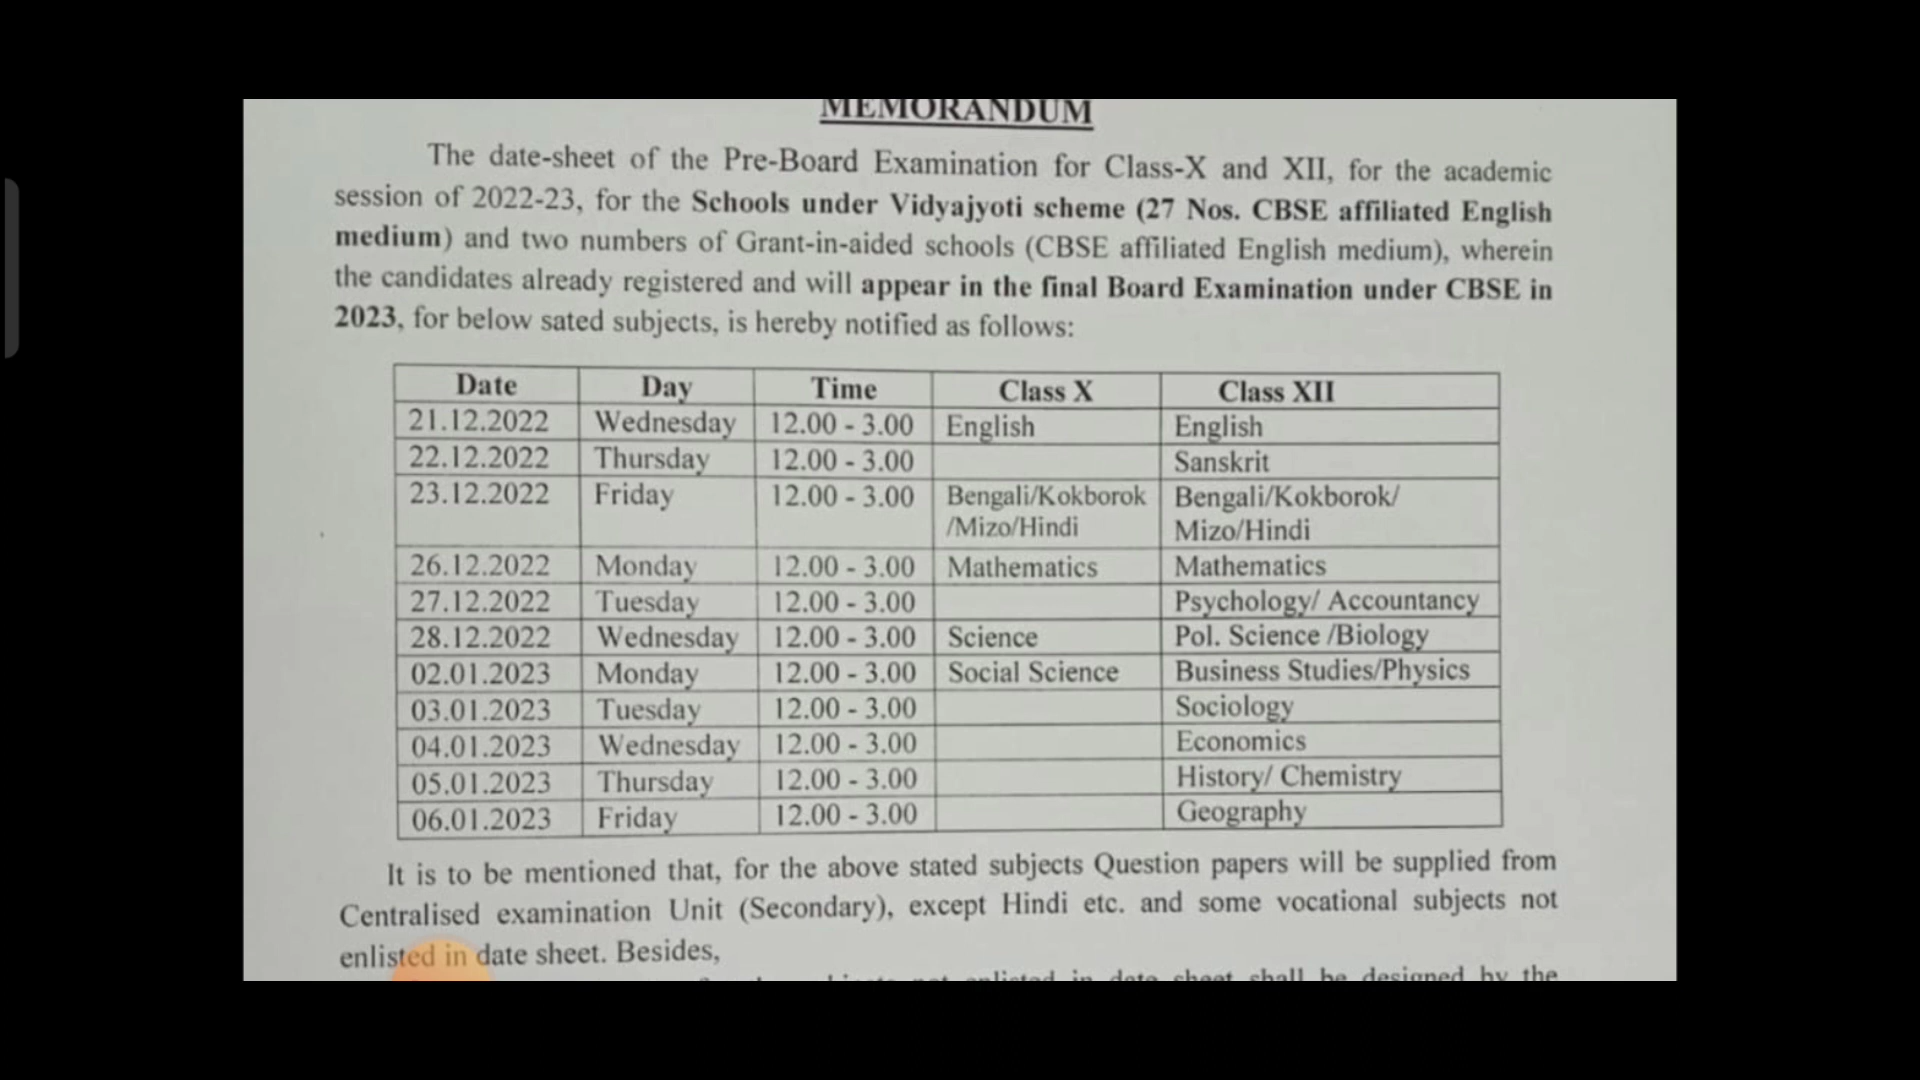 MEMORANDUM
The date-sheet of the Pre-Board Examination for Class-X and XII, for the academic
session of 2022-23, for the Schools under Vidyajyoti scheme (27 Nos. CBSE affiliated English
medium) and two numbers of Grant-in-aided schools (CBSE affiliated English medium), wherein
the candidates already registered and will appear in the final Board Examination under CBSE in
2023, for below sated subjects, is hereby notified as follows:
Date Day Time Class X Class XII
21.12.2022 Wednesday 12.00 - 3.00 English English
22.12.2022 Thursday 12.00 - 3.00 Sanskrit
23.12.2022 Friday 12.00 - 3.00 Bengali/Kokborok Bengali/Kokborok/
/Mizo/Hindi Mizo/Hindi
26.12.2022 Monday 12.00 - 3.00 Mathematics Mathematics
27.12.2022 Tuesday 12.00 - 3.00 Psychology/ Accountancy
28.12.2022 Wednesday 12.00 - 3.00 Science Pol. Science /Biology
02.01.2023 Monday 12.00 - 3.00 Social Science Business Studies/Physics
03.01.2023 Tuesday 12.00 - 3.00 Sociology
04.01.2023 Wednesday 12.00 - 3.00 Economics
05.01.2023 Thursday 12.00 - 3.00 History/ Chemistry
06.01.2023 Friday 12.00 - 3.00 Geography
It is to be mentioned that, for the above stated subjects Question papers will be supplied from
Centralised examination Unit (Secondary), except Hindi etc. and some vocational subjects not
enlisted in date sheet. Besides,
not enlisted in date sheet shall be designed by the